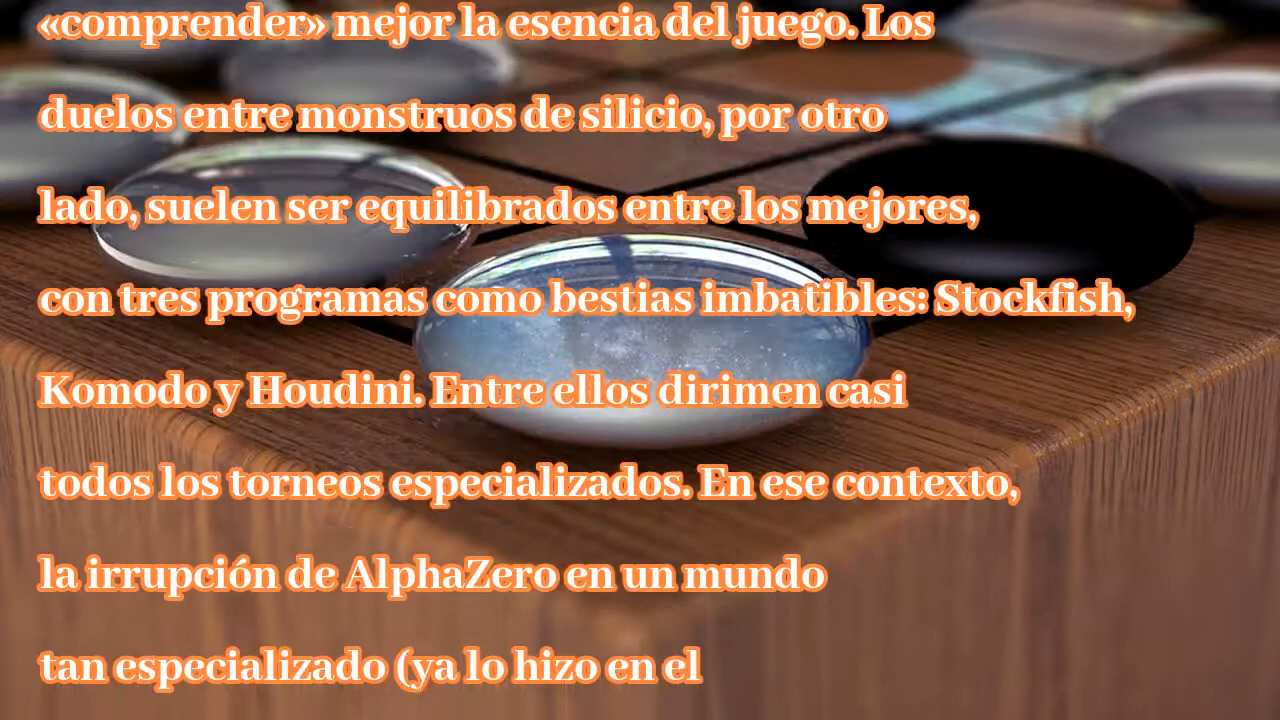 «comprender» mejor la esencia del juego. Los
duelos entre monstruos de silicio, por otro
lado, suelen ser equilibrados entre los mejores,
con tres programas como bestias imbatibles: Stockfish,
Komodo y Houdini. Entre ellos dirimen casi
todos los torneos especializados. En ese contexto,
la irrupción de AlphaZero en un mundo
tan especializado (ya lo hizo en el